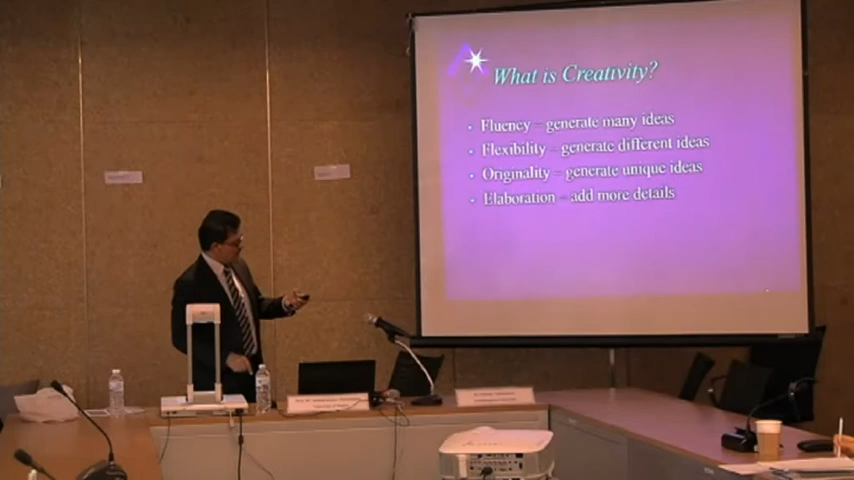 What is Creativity?
• Fluency – generate many ideas
• Flexibility – generate different ideas
• Originality – generate unique ideas
• Elaboration – add more details